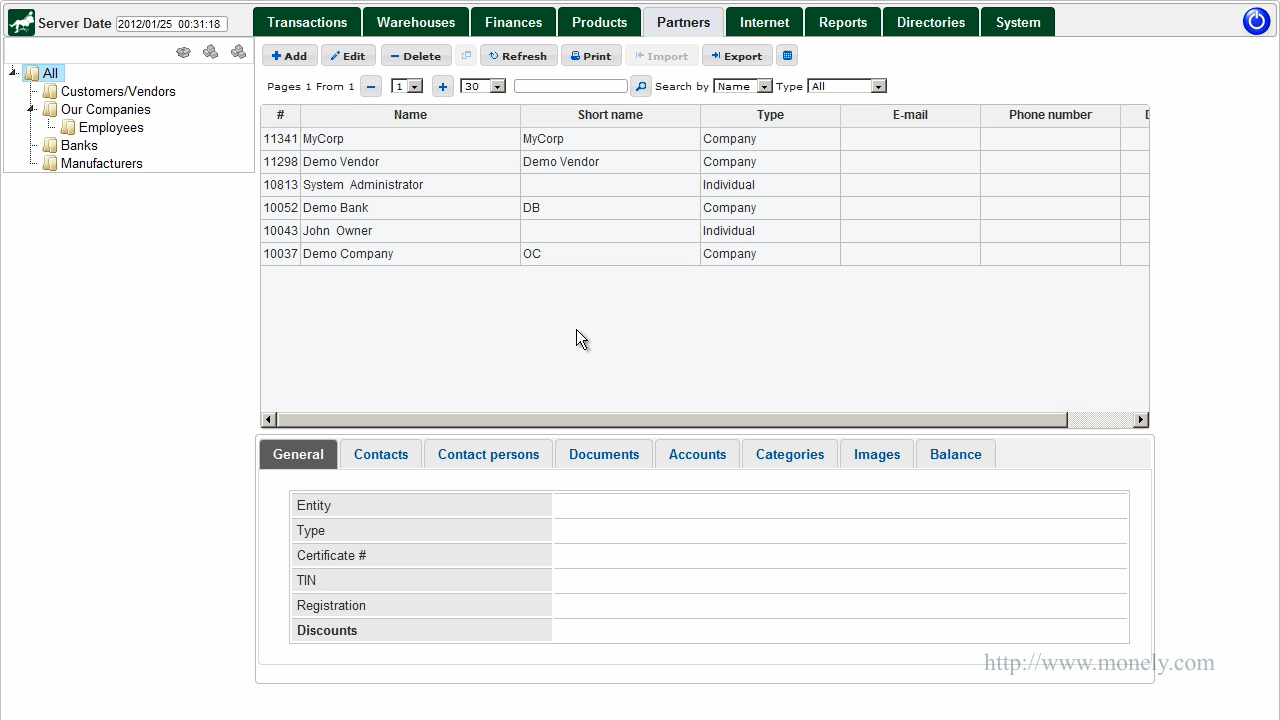 Server Date 2012/01/25 00:31:18 Transactions Warehouses Finances Products Partners Internet Reports Directories System
All
Customers/Vendors
Our Companies
Employees
Banks
Manufacturers
Add Edit Delete Refresh Print Import Export
Pages 1 From 1 1 30 Search by Name Type All
# Name Short name Type E-mail Phone number
11341 MyCorp MyCorp Company
11298 Demo Vendor Demo Vendor Company
10813 System Administrator Individual
10052 Demo Bank DB Company
10043 John Owner Individual
10037 Demo Company OC Company
General Contacts Contact persons Documents Accounts Categories Images Balance
Entity
Type
Certificate #
TIN
Registration
Discounts
http://www.monely.com